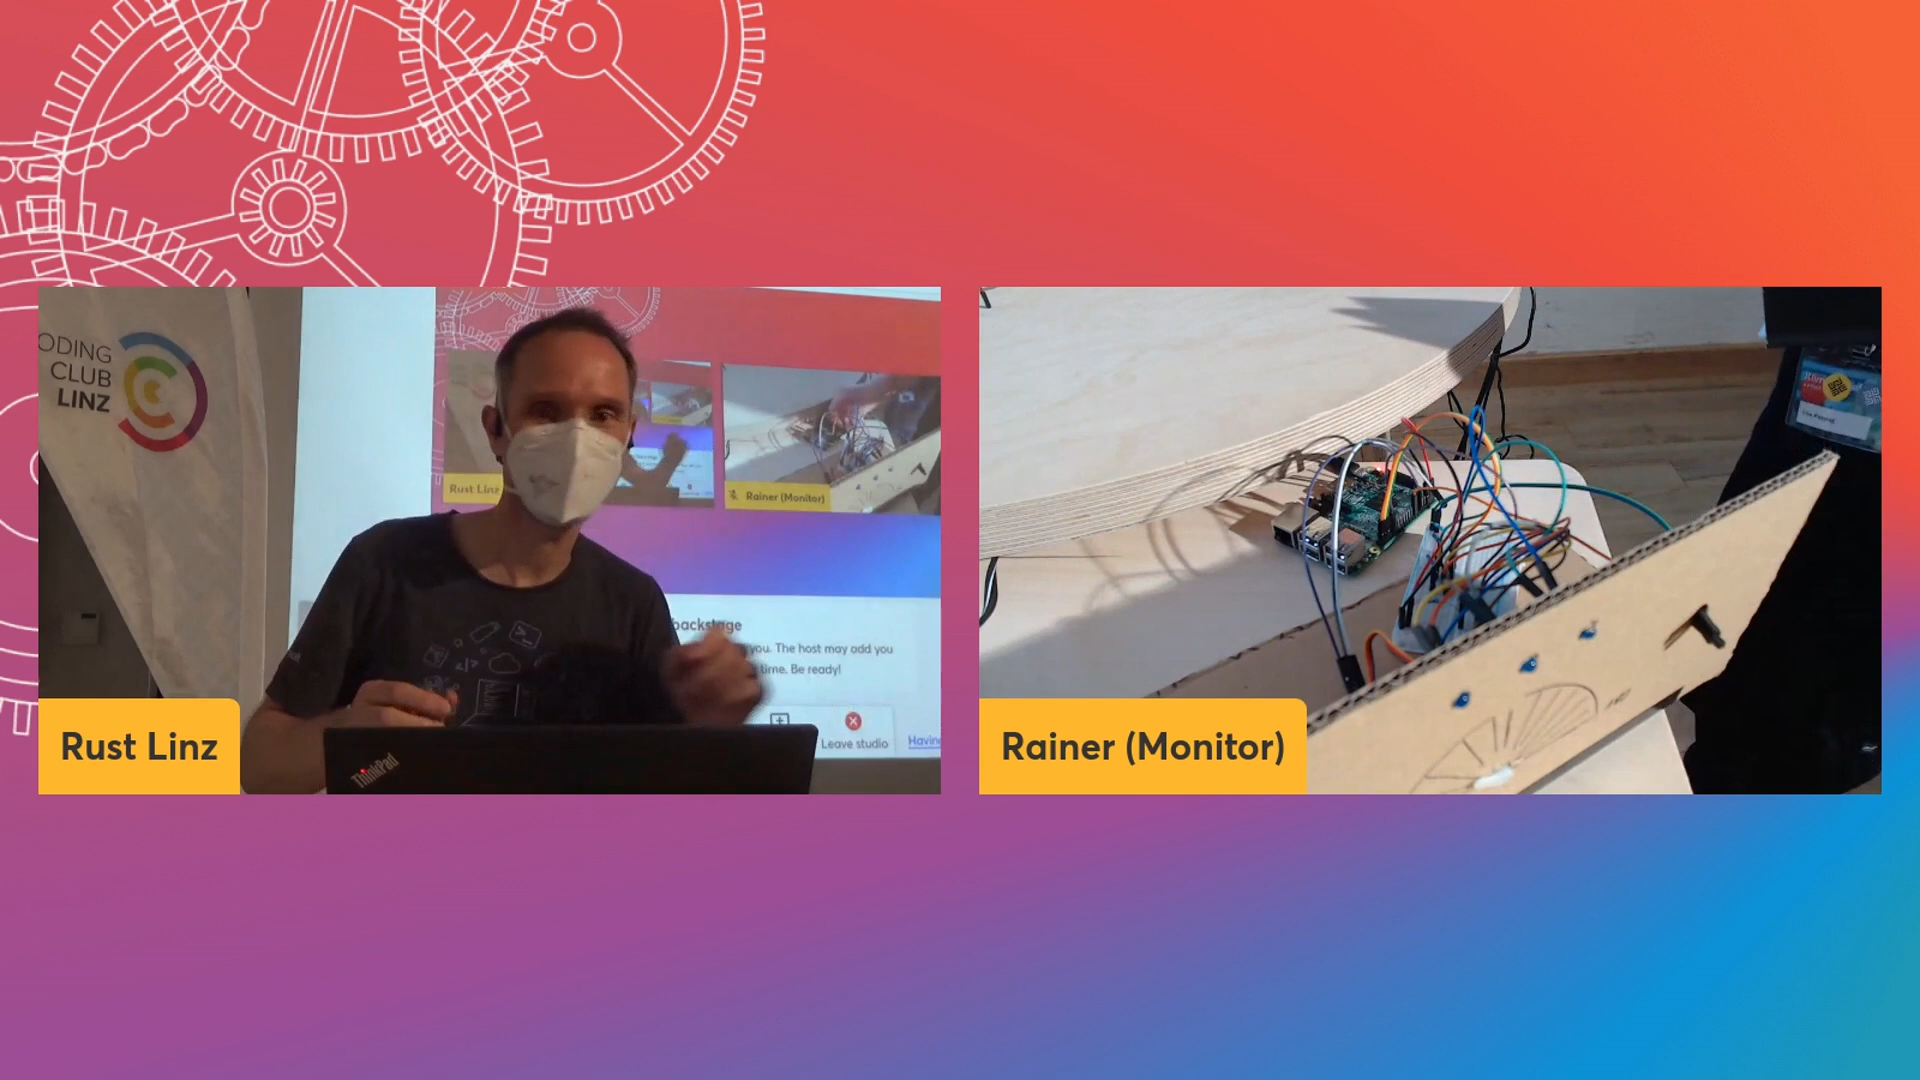 ODING
CLUB
LINZ
Rust Linz
Rainer (Monitor)
backstage
you. The host may add you
time. Be ready!
Leave studio
Havin
ThinkPad
Rust Linz
Rainer (Monitor)